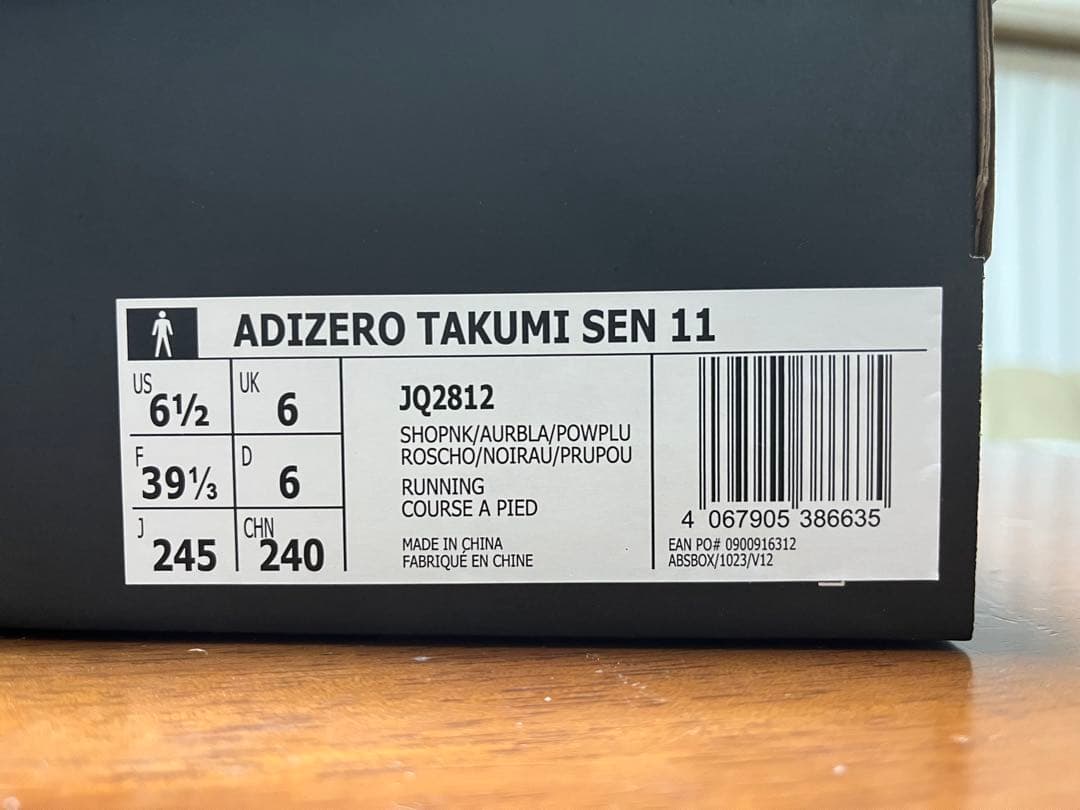 ADIZERO TAKUMI SEN 11
US 6½
UK 6
F 39⅓
D 6
J 245
CHN 240
JQ2812
SHOPNK/AURBLA/POWPLU
ROSCHO/NOIRAU/PRUPOU
RUNNING
COURSE A PIED
MADE IN CHINA
FABRIQUÉ EN CHINE
4 067905 386635
EAN PO# 0900916312
ABSBOX/1023/V12